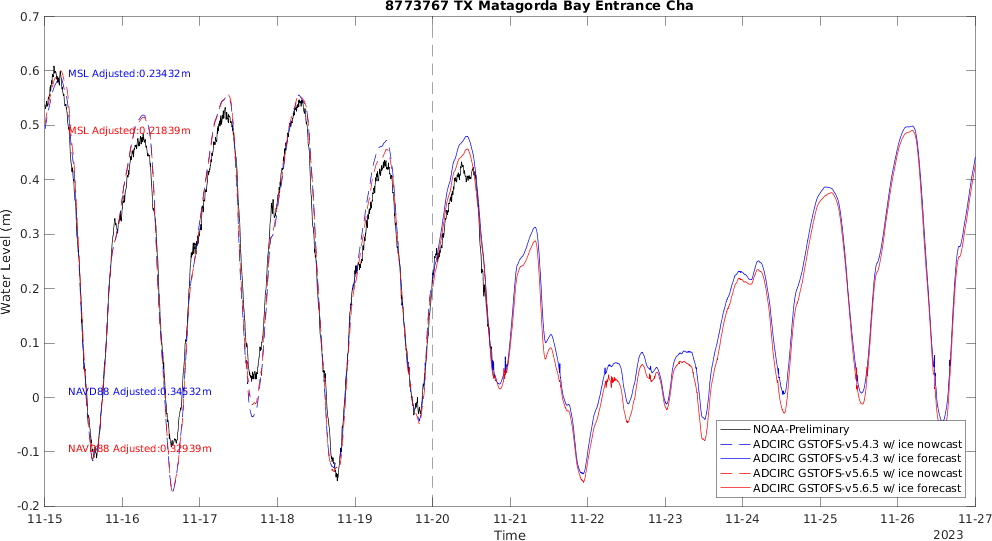 8773767 TX Matagorda Bay Entrance Cha
0.7
0.6
0.5
0.4
0.3
0.2
0.1
0
-0.1
-0.2
Water Level (m)
MSL Adjusted:0.23432m
MSL Adjusted:0.21839m
NAVD88 Adjusted:0.34532m
NAVD88 Adjusted:0.32939m
NOAA-Preliminary
ADCIRC GSTOFS-v5.4.3 w/ ice nowcast
ADCIRC GSTOFS-v5.4.3 w/ ice forecast
ADCIRC GSTOFS-v5.6.5 w/ ice nowcast
ADCIRC GSTOFS-v5.6.5 w/ ice forecast
11-15 11-16 11-17 11-18 11-19 11-20 11-21 11-22 11-23 11-24 11-25 11-26 11-27
Time
2023